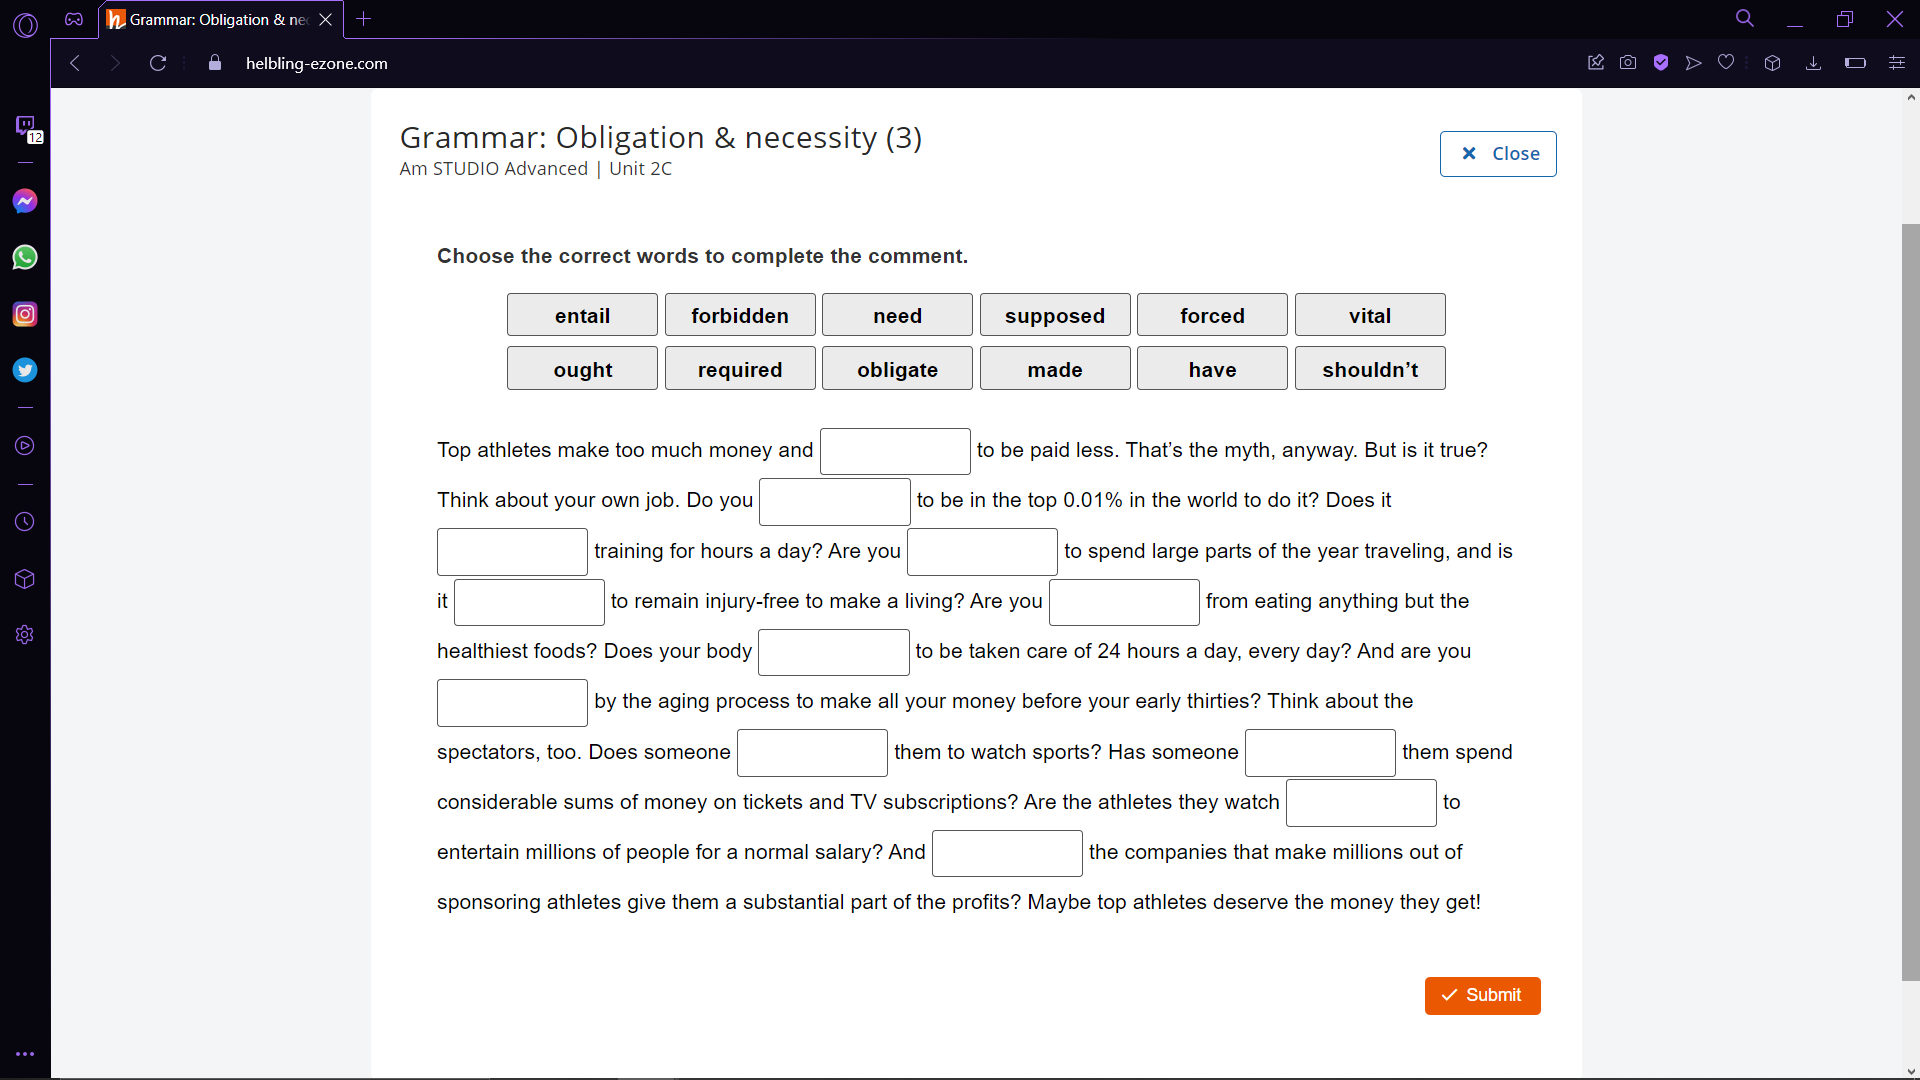 Grammar: Obligation & ne
helbling-ezone.com
12
Grammar: Obligation & necessity (3)
Am STUDIO Advanced | Unit 2C
Close
Choose the correct words to complete the comment.
entail forbidden need supposed forced vital
ought required obligate made have shouldn’t
Top athletes make too much money and to be paid less. That’s the myth, anyway. But is it true?
Think about your own job. Do you to be in the top 0.01% in the world to do it? Does it
training for hours a day? Are you to spend large parts of the year traveling, and is
it to remain injury-free to make a living? Are you from eating anything but the
healthiest foods? Does your body to be taken care of 24 hours a day, every day? And are you
by the aging process to make all your money before your early thirties? Think about the
spectators, too. Does someone them to watch sports? Has someone them spend
considerable sums of money on tickets and TV subscriptions? Are the athletes they watch to
entertain millions of people for a normal salary? And the companies that make millions out of
sponsoring athletes give them a substantial part of the profits? Maybe top athletes deserve the money they get!
Submit